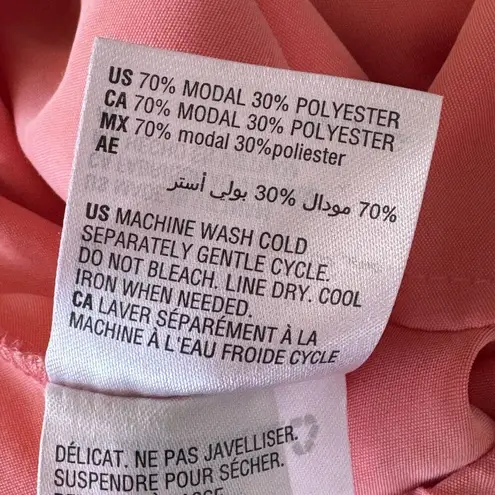 US 70% MODAL 30% POLYESTER
CA 70% MODAL 30% POLYESTER
MX 70% modal 30%poliester
AE
70% مودال 30% بولي أستر
US MACHINE WASH COLD
SEPARATELY GENTLE CYCLE.
DO NOT BLEACH. LINE DRY. COOL
IRON WHEN NEEDED.
CA LAVER SÉPARÉMENT À LA
MACHINE À L'EAU FROIDE CYCLE
DÉLICAT. NE PAS JAVELLISER.
SUSPENDRE POUR SÉCHER.